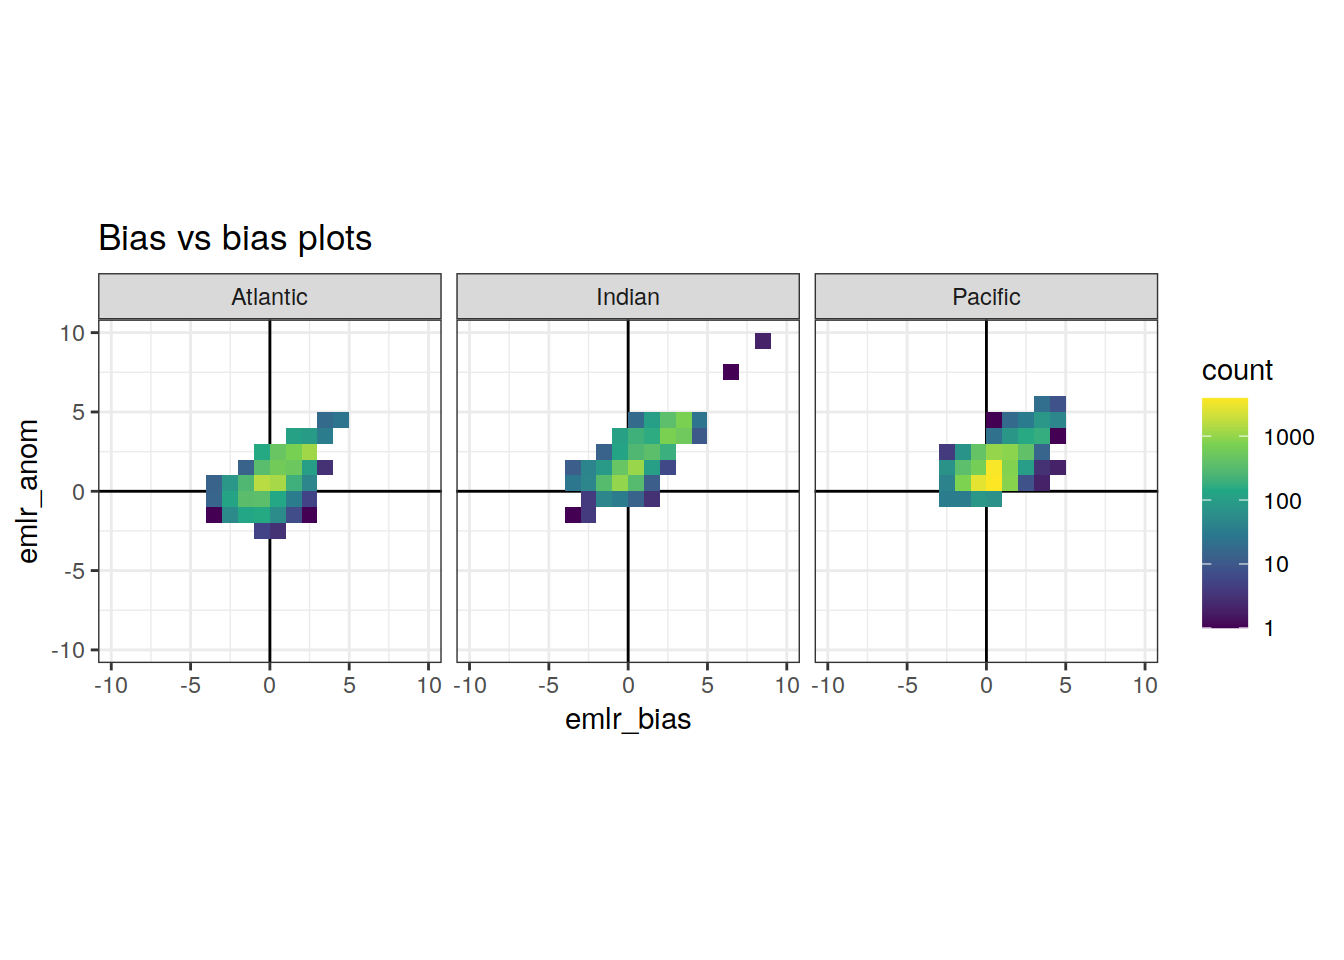 Bias vs bias plots
Atlantic Indian Pacific
10
5
0
-5
-10
emlr_anom
-10 -5 0 5 10 -10 -5 0 5 10 -10 -5 0 5 10
emlr_bias
count
1000
100
10
1